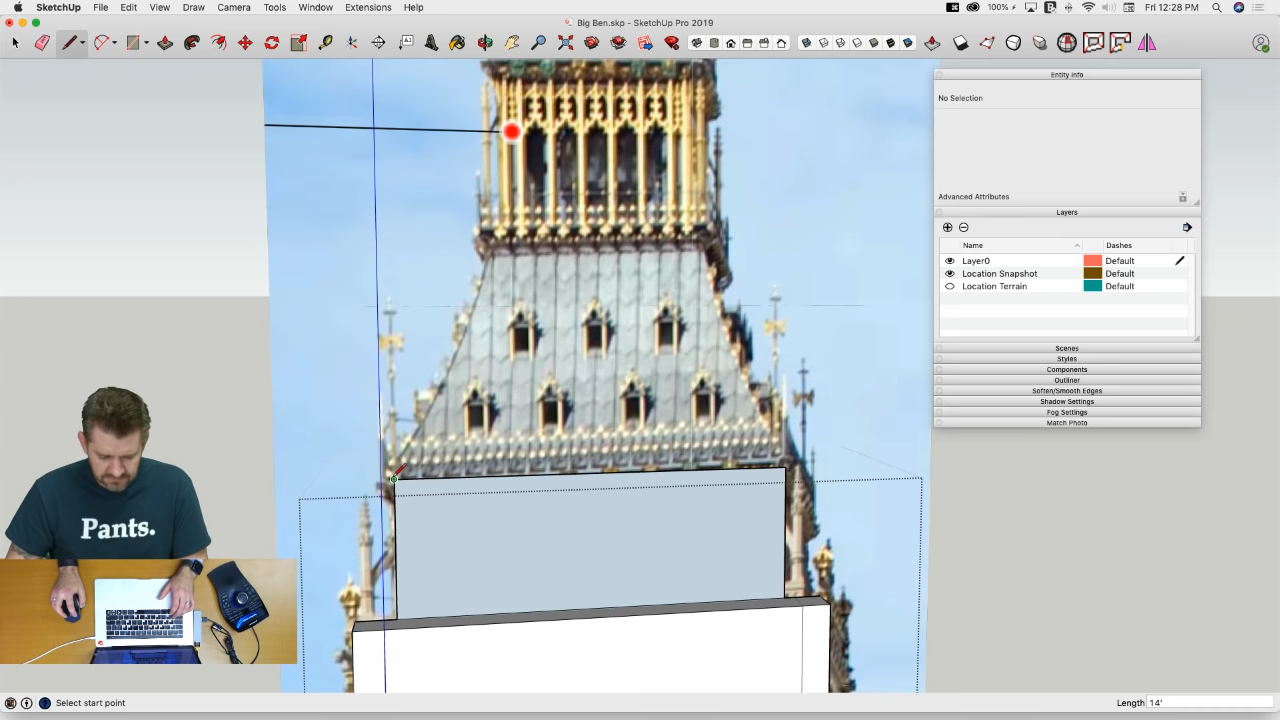 SketchUp File Edit View Draw Camera Tools Window Extensions Help 100% Fri 12:28 PM
Big Ben.skp - SketchUp Pro 2019
Entity Info
No Selection
Advanced Attributes
Layers
Name Dashes
Layer0 Default
Location Snapshot Default
Location Terrain Default
Scenes
Styles
Components
Outliner
Soften/Smooth Edges
Shadow Settings
Fog Settings
Match Photo
Pants.
Select start point Length 14'